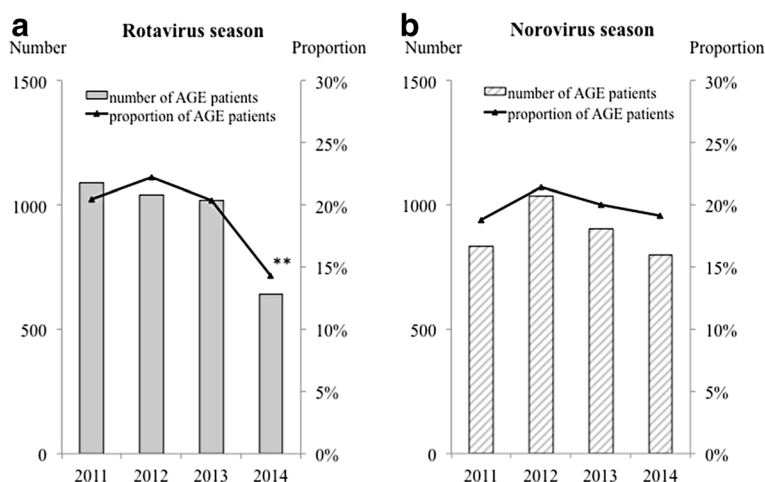 a
Rotavirus season
Number
Proportion
1500
1000
500
0
30%
25%
20%
15%
10%
5%
0%
number of AGE patients
proportion of AGE patients
**
2011 2012 2013 2014
b
Norovirus season
Number
Proportion
1500
1000
500
0
30%
25%
20%
15%
10%
5%
0%
number of AGE patients
proportion of AGE patients
2011 2012 2013 2014